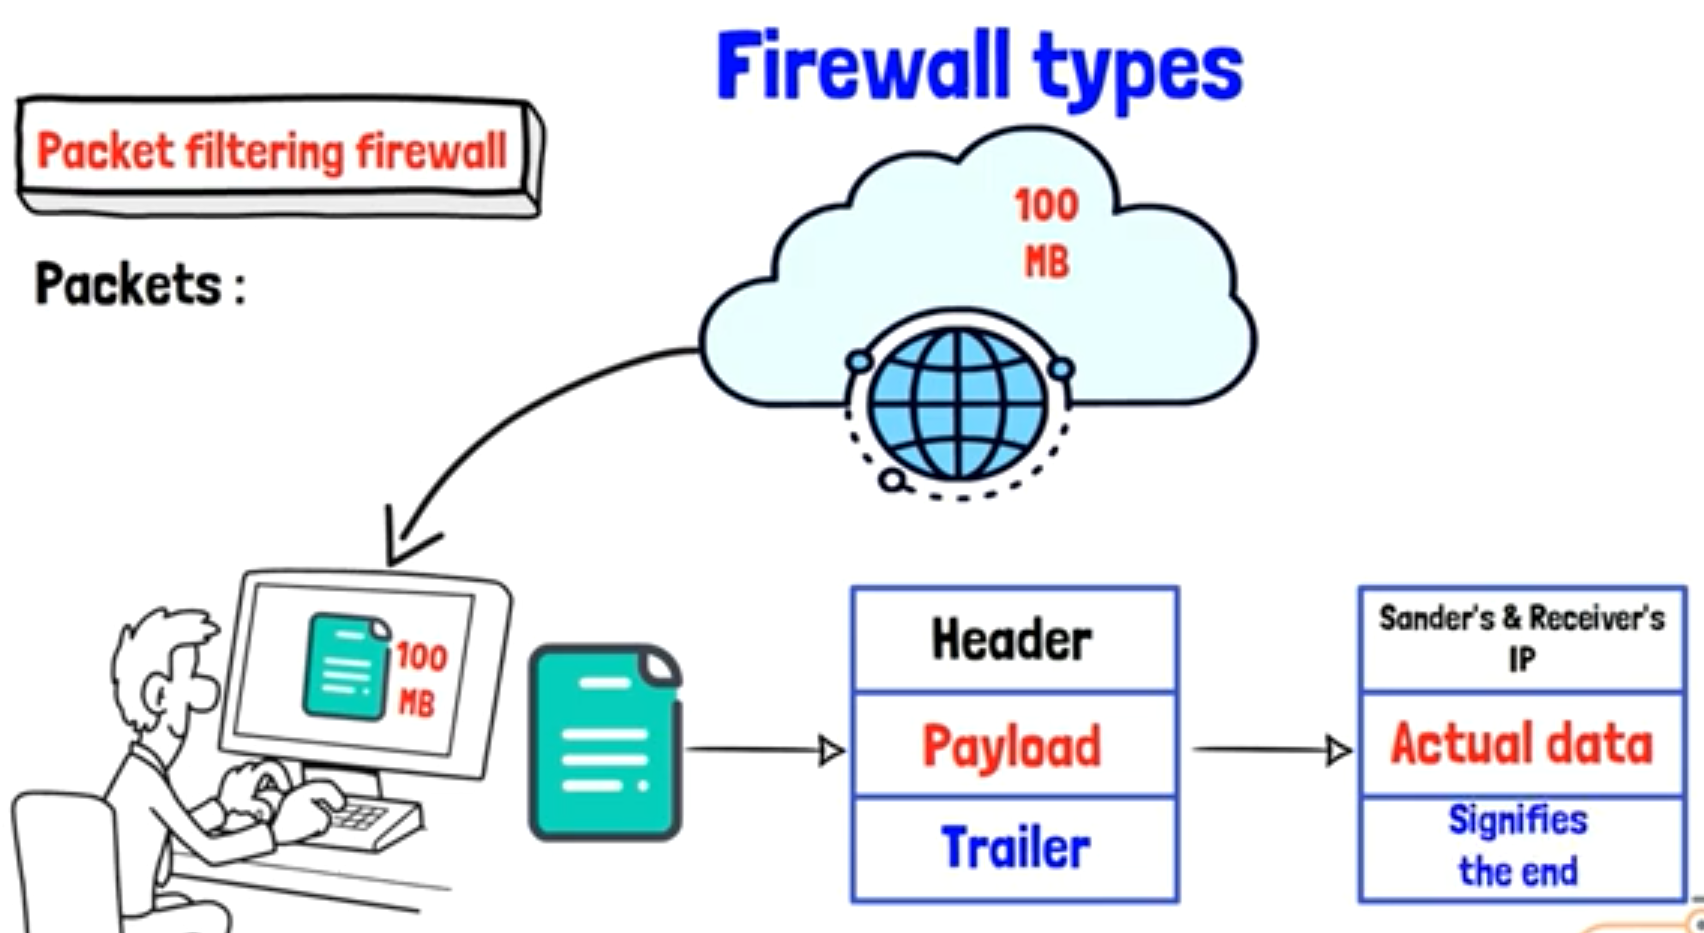 Firewall types
Packet filtering firewall
Packets :
100
MB
100
MB
Header
Payload
Trailer
Sander's & Receiver's
IP
Actual data
Signifies
the end